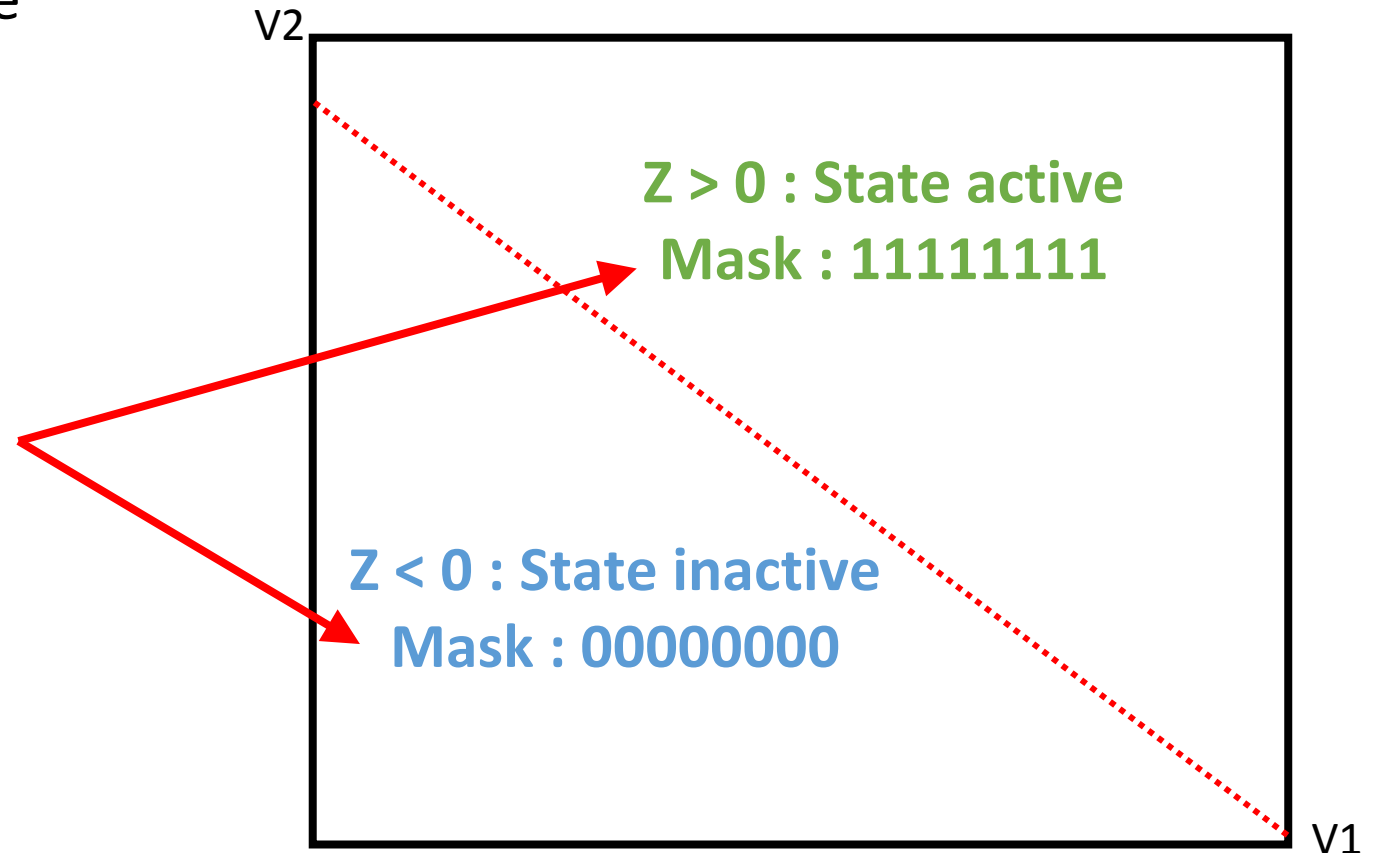 V2
Z > 0 : State active
Mask : 11111111
Z < 0 : State inactive
Mask : 00000000
V1